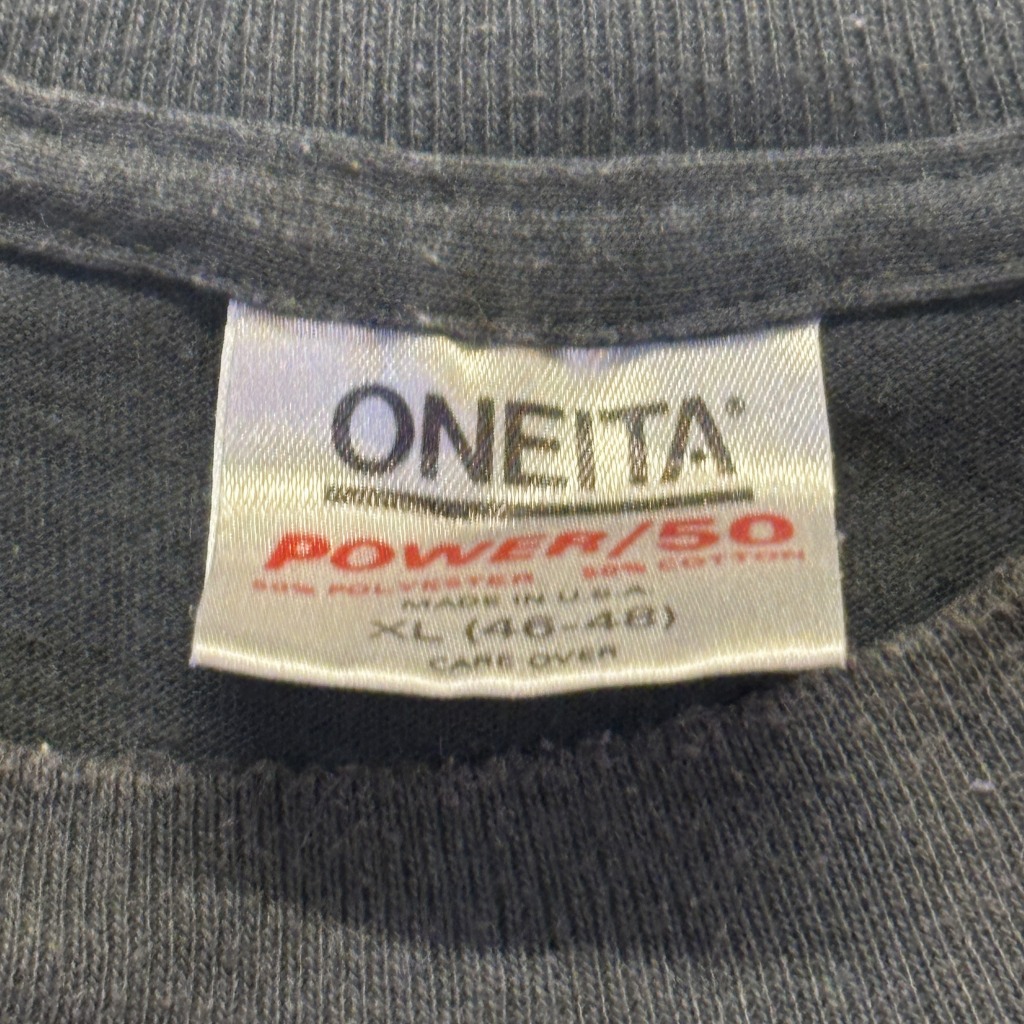 ONEITA®
POWER/50
50% POLYESTER 50% COTTON
MADE IN U.S.A.
XL (46-48)
CARE OVER